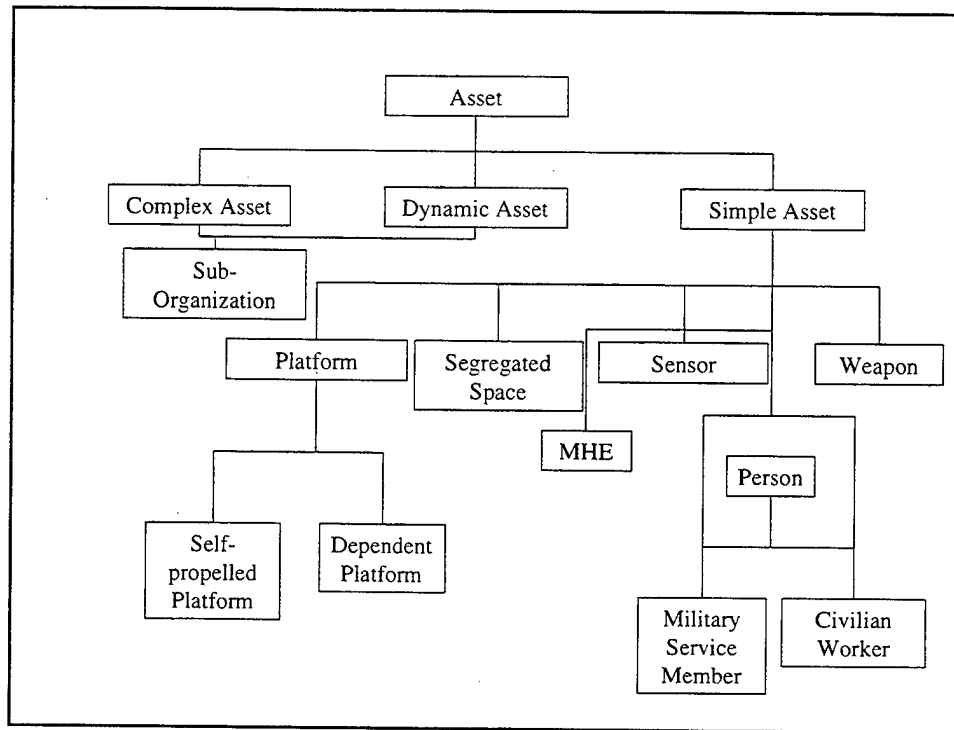 Asset
Complex Asset
Dynamic Asset
Simple Asset
Sub-
Organization
Platform
Segregated
Space
Sensor
Weapon
MHE
Person
Self-
propelled
Platform
Dependent
Platform
Military
Service
Member
Civilian
Worker